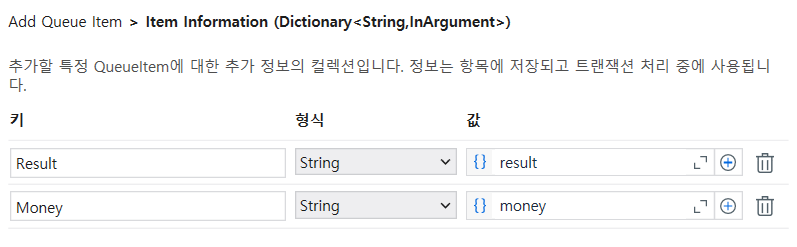 Add Queue Item > Item Information (Dictionary<String,InArgument>)
추가할 특정 QueueItem에 대한 추가 정보의 컬렉션입니다. 정보는 항목에 저장되고 트랜잭션 처리 중에 사용됩니
다.
키 형식 값
Result String {} result
Money String {} money